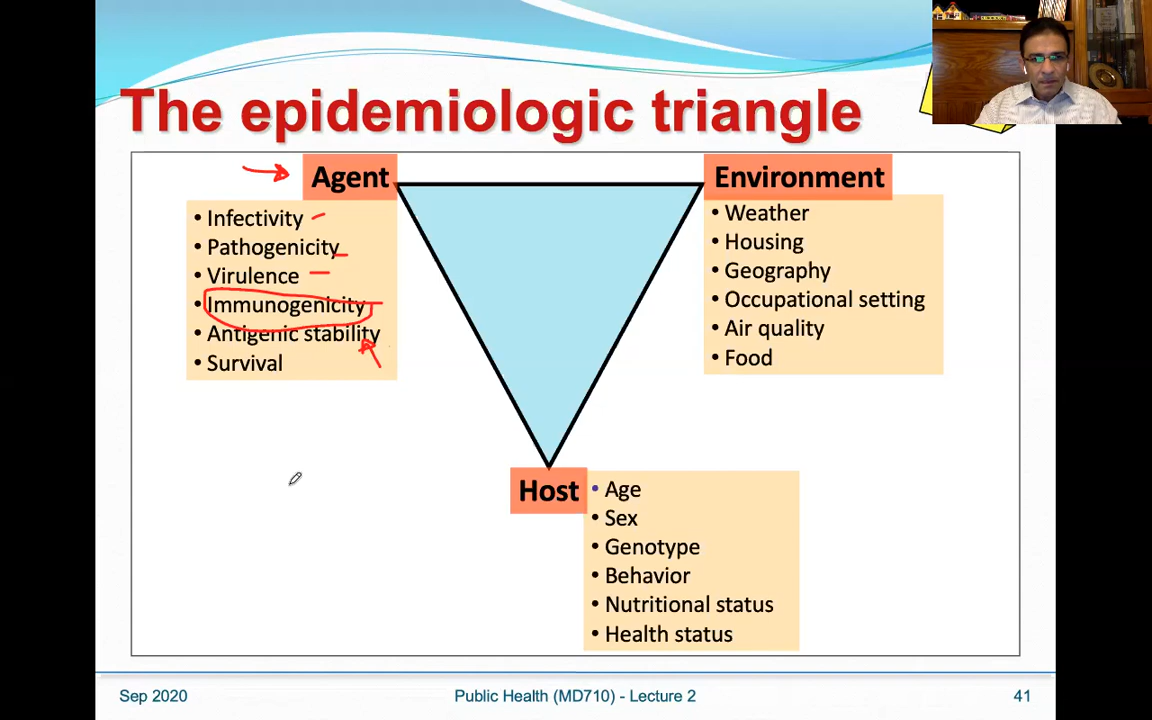 The epidemiologic triangle
Agent
• Infectivity
• Pathogenicity
• Virulence
• Immunogenicity
• Antigenic stability
• Survival
Environment
• Weather
• Housing
• Geography
• Occupational setting
• Air quality
• Food
Host
• Age
• Sex
• Genotype
• Behavior
• Nutritional status
• Health status
Sep 2020
Public Health (MD710) - Lecture 2
41